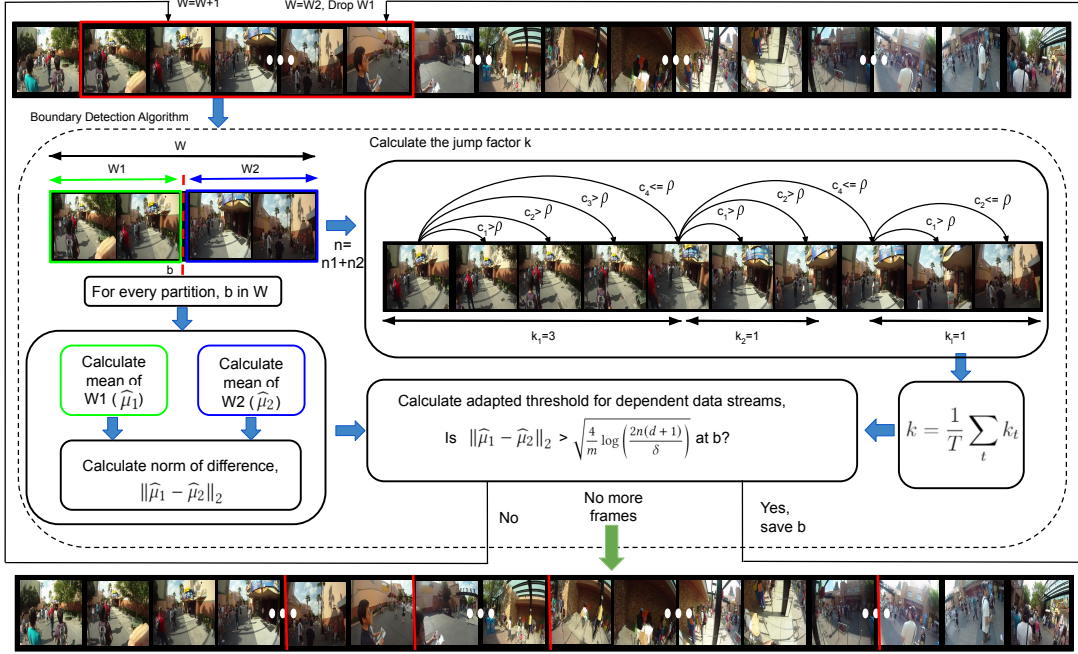 W=W+1
W=W2, Drop W1
Boundary Detection Algorithm
W
W1
W2
b
n=
n1+n2
For every partition, b in W
Calculate the jump factor k
c₁>ρ
c₂>ρ
c₃>ρ
c₄<=ρ
c₁>ρ
c₂>ρ
c₄<=ρ
c₁>ρ
c₂<=ρ
k₁=3
k₂=1
kₜ=1
Calculate
mean of
W1 (μ̂₁)
Calculate
mean of
W2 (μ̂₂)
Calculate norm of difference,
‖μ̂₁ − μ̂₂‖₂
Calculate adapted threshold for dependent data streams,
Is ‖μ̂₁ − μ̂₂‖₂ > √(4/m log(2n(d+1)/δ)) at b?
k = 1/T ∑ₜ kₜ
No
No more
frames
Yes,
save b